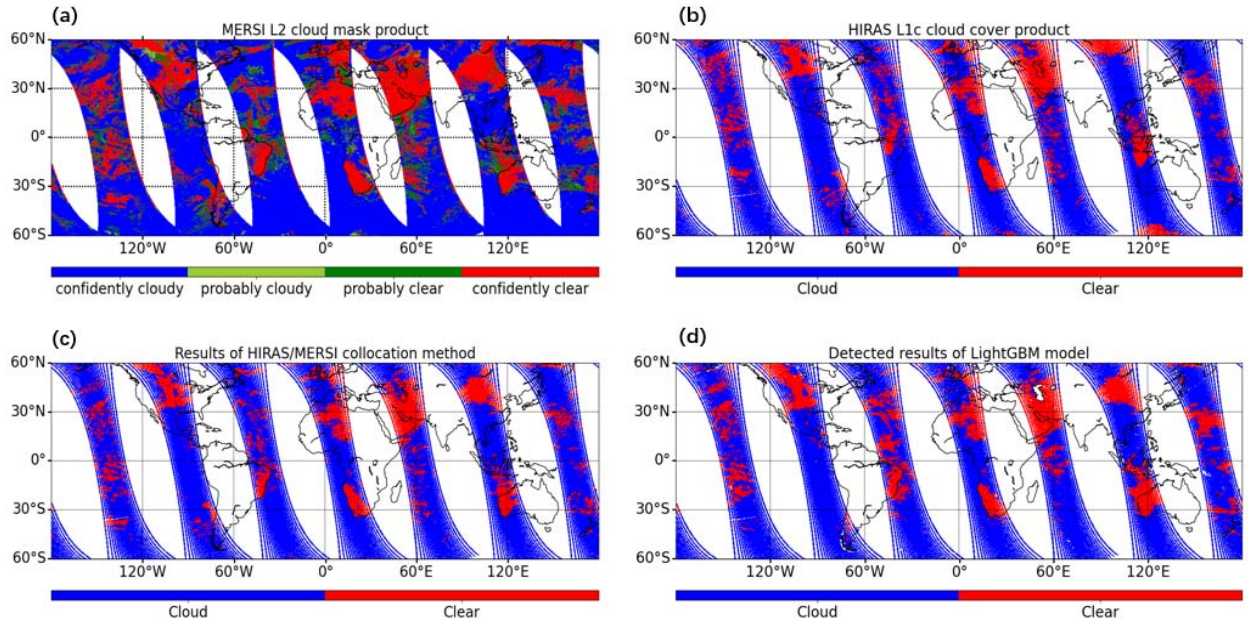 (a)
MERSI L2 cloud mask product
60°N
30°N
0°
30°S
60°S
120°W 60°W 0° 60°E 120°E
confidently cloudy probably cloudy probably clear confidently clear
(b)
HIRAS L1c cloud cover product
60°N
30°N
0°
30°S
60°S
120°W 60°W 0° 60°E 120°E
Cloud Clear
(c)
Results of HIRAS/MERSI collocation method
60°N
30°N
0°
30°S
60°S
120°W 60°W 0° 60°E 120°E
Cloud Clear
(d)
Detected results of LightGBM model
60°N
30°N
0°
30°S
60°S
120°W 60°W 0° 60°E 120°E
Cloud Clear